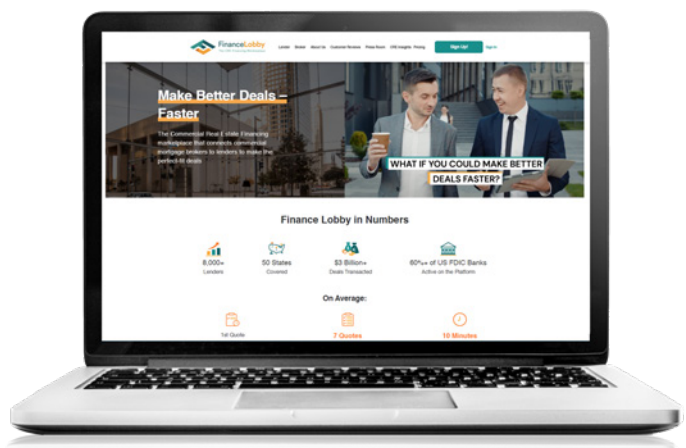 FinanceLobby
Lender Broker About Us Customer Reviews Press Room CRE Insights Pricing Sign Up! Sign In
Make Better Deals –
Faster
The Commercial Real Estate Financing
marketplace that connects commercial
mortgage brokers to lenders to make the
perfect-fit deals
WHAT IF YOU COULD MAKE BETTER
DEALS FASTER?
Finance Lobby in Numbers
8,000+ 50 States $3 Billion+ 60%+ of US FDIC Banks
Lenders Covered Deals Transacted Active on the Platform
On Average:
1st Quote 7 Quotes 10 Minutes